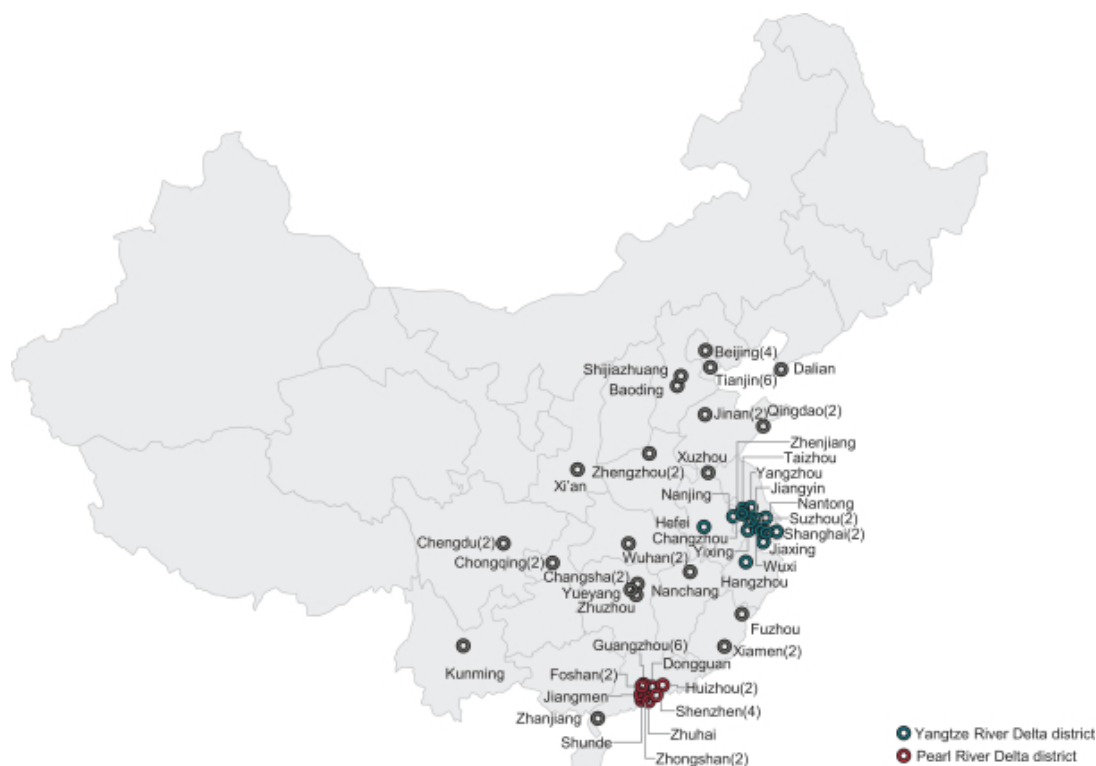 Beijing(4)
Shijiazhuang
Dalian
Tianjin(6)
Baoding
Jinan(2)
Qingdao(2)
Zhenjiang
Taizhou
Xuzhou
Zhengzhou(2)
Yangzhou
Xi'an
Jiangyin
Nanjing
Nantong
Suzhou(2)
Hefei
Shanghai(2)
Changzhou
Chengdu(2)
Jiaxing
Yixing
Wuhan(2)
Chongqing(2)
Wuxi
Changsha(2)
Hangzhou
Yueyang
Nanchang
Zhuzhou
Fuzhou
Guangzhou(6)
Xiamen(2)
Dongguan
Kunming
Foshan(2)
Huizhou(2)
Jiangmen
Shenzhen(4)
Zhanjiang
Zhuhai
Shunde
Zhongshan(2)
Yangtze River Delta district
Pearl River Delta district